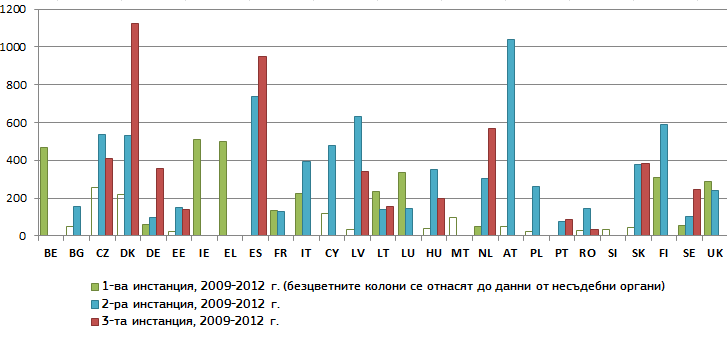 1200
1000
800
600
400
200
0
BE BG CZ DK DE EE IE EL ES FR IT CY LV LT LU HU MT NL AT PL PT RO SI SK FI SE UK
1-ва инстанция, 2009-2012 г. (безцветните колони се отнасят до данни от несъдебни органи)
2-ра инстанция, 2009-2012 г.
3-та инстанция, 2009-2012 г.